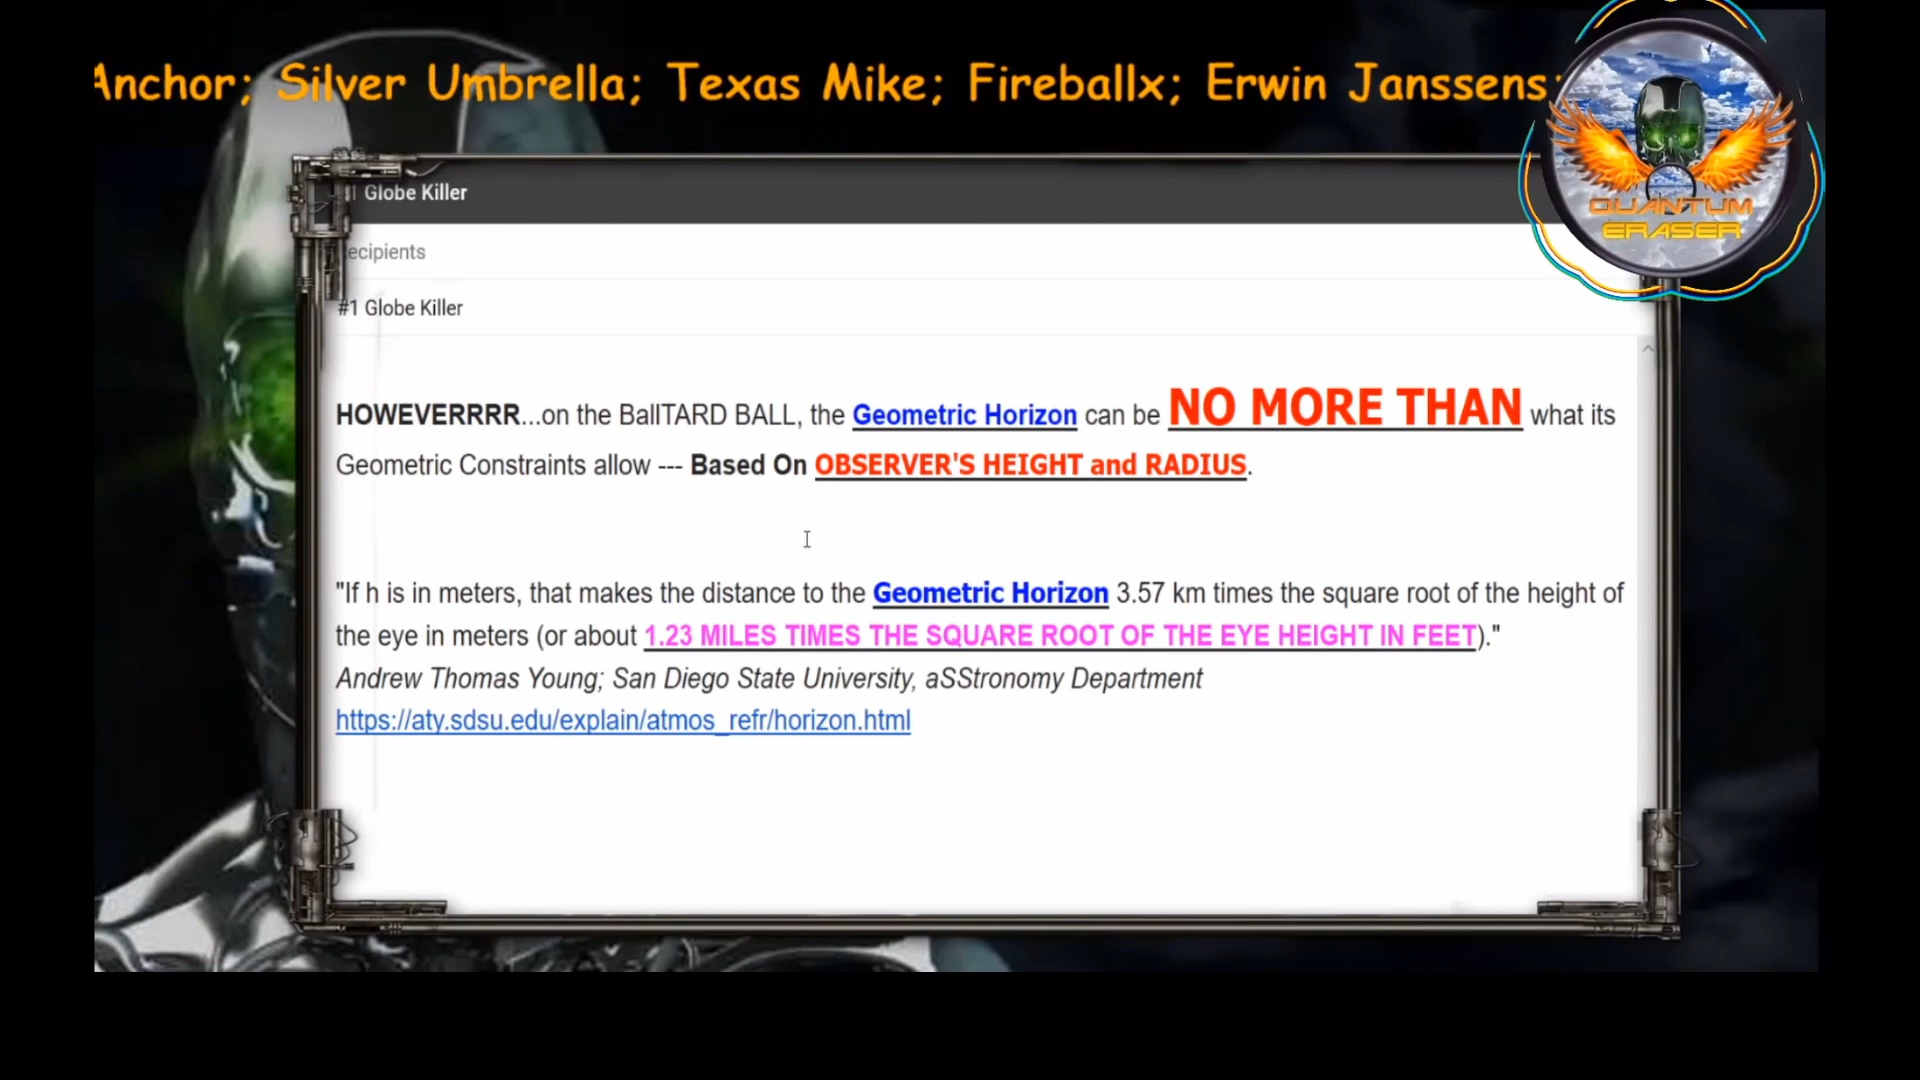 Anchor; Silver Umbrella; Texas Mike; Fireballx; Erwin Janssens;
QUANTUM
ERASER
Globe Killer
ecipients
#1 Globe Killer
HOWEVERRRR...on the BallTARD BALL, the Geometric Horizon can be NO MORE THAN what its
Geometric Constraints allow --- Based On OBSERVER'S HEIGHT and RADIUS.
"If h is in meters, that makes the distance to the Geometric Horizon 3.57 km times the square root of the height of
the eye in meters (or about 1.23 MILES TIMES THE SQUARE ROOT OF THE EYE HEIGHT IN FEET)."
Andrew Thomas Young; San Diego State University, aSStronomy Department
https://aty.sdsu.edu/explain/atmos_refr/horizon.html